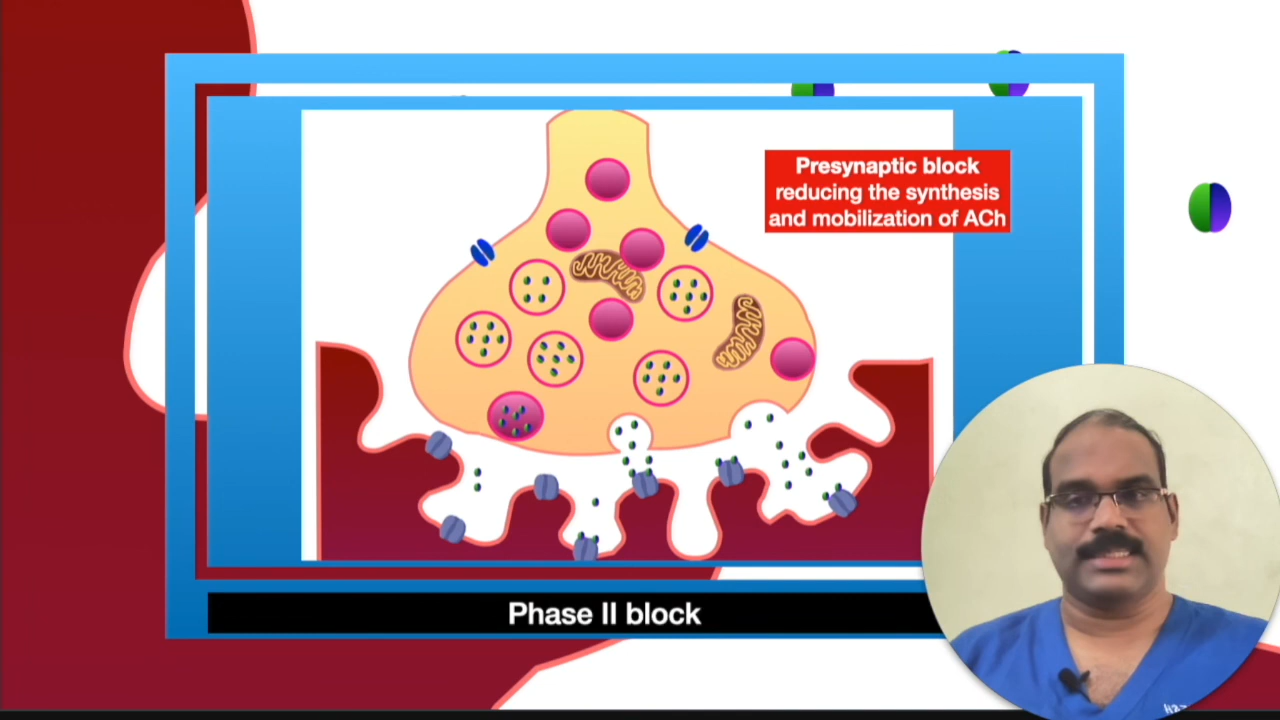 Presynaptic block
reducing the synthesis
and mobilization of ACh
Phase II block